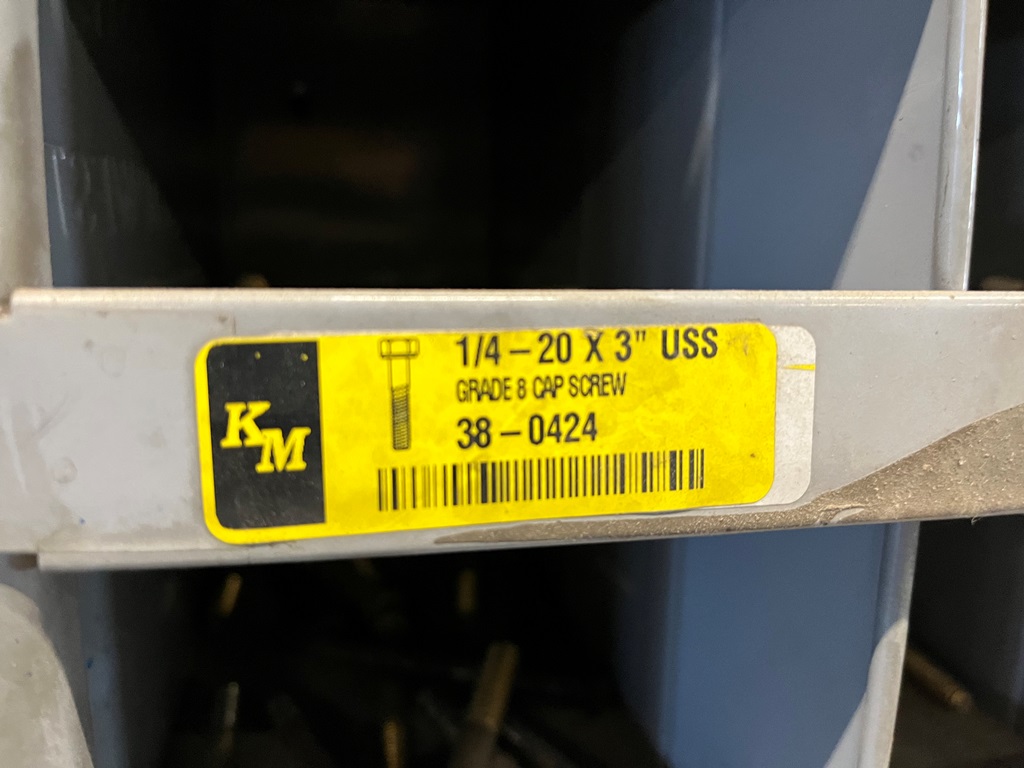 KM
1/4 – 20 X 3" USS
GRADE 8 CAP SCREW
38 – 0424